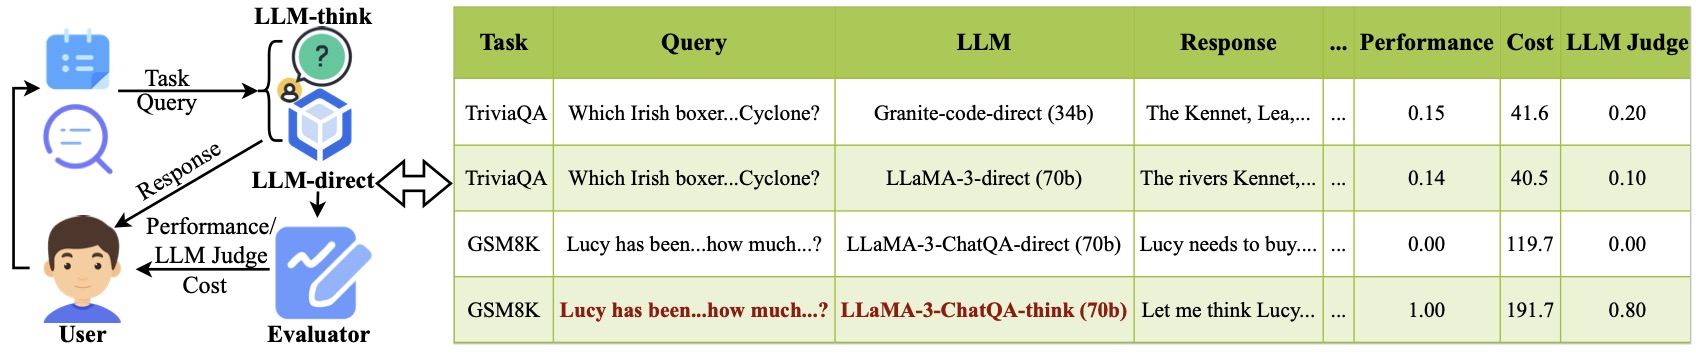 LLM-think
?
Task
Query
Response
LLM-direct
Performance/
LLM Judge
Cost
User
Evaluator
Task Query LLM Response ... Performance Cost LLM Judge
TriviaQA Which Irish boxer...Cyclone? Granite-code-direct (34b) The Kennet, Lea,... ... 0.15 41.6 0.20
TriviaQA Which Irish boxer...Cyclone? LLaMA-3-direct (70b) The rivers Kennet,... ... 0.14 40.5 0.10
GSM8K Lucy has been...how much...? LLaMA-3-ChatQA-direct (70b) Lucy needs to buy.... ... 0.00 119.7 0.00
GSM8K Lucy has been...how much...? LLaMA-3-ChatQA-think (70b) Let me think Lucy... ... 1.00 191.7 0.80